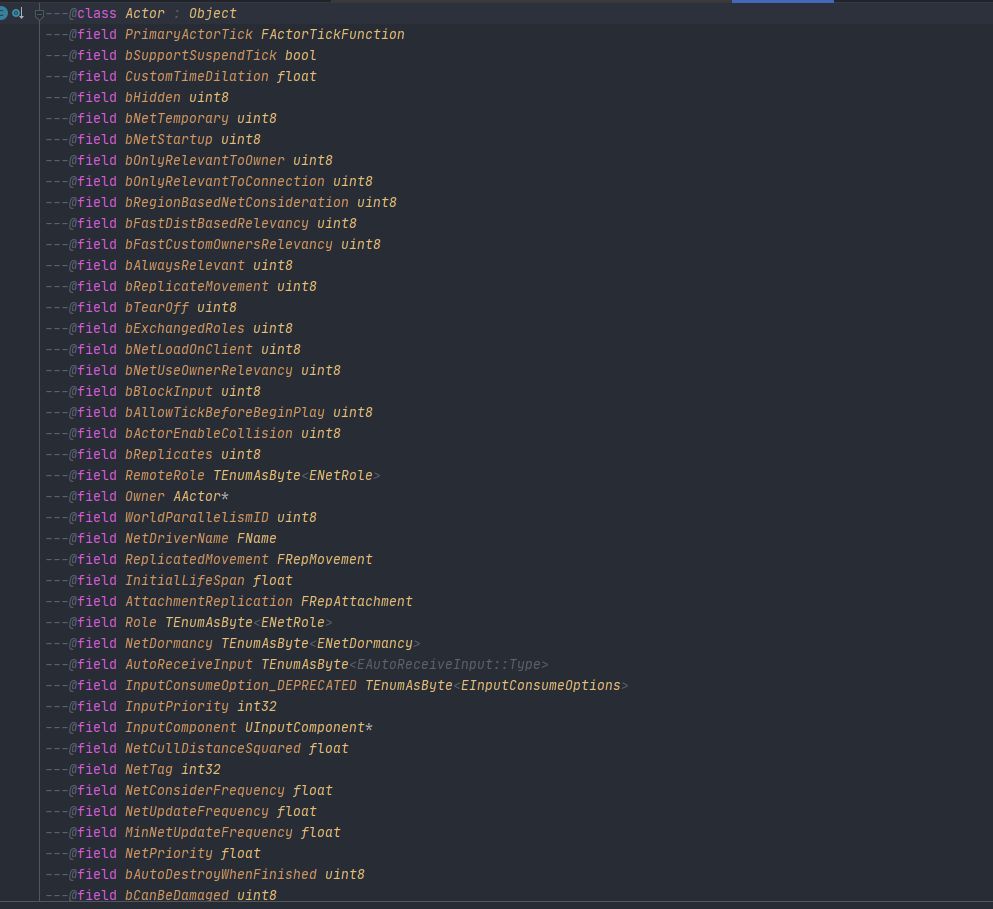 ---@class Actor : Object
---@field PrimaryActorTick FActorTickFunction
---@field bSupportSuspendTick bool
---@field CustomTimeDilation float
---@field bHidden uint8
---@field bNetTemporary uint8
---@field bNetStartup uint8
---@field bOnlyRelevantToOwner uint8
---@field bOnlyRelevantToConnection uint8
---@field bRegionBasedNetConsideration uint8
---@field bFastDistBasedRelevancy uint8
---@field bFastCustomOwnersRelevancy uint8
---@field bAlwaysRelevant uint8
---@field bReplicateMovement uint8
---@field bTearOff uint8
---@field bExchangedRoles uint8
---@field bNetLoadOnClient uint8
---@field bNetUseOwnerRelevancy uint8
---@field bBlockInput uint8
---@field bAllowTickBeforeBeginPlay uint8
---@field bActorEnableCollision uint8
---@field bReplicates uint8
---@field RemoteRole TEnumAsByte<ENetRole>
---@field Owner AActor*
---@field WorldParallelismID uint8
---@field NetDriverName FName
---@field ReplicatedMovement FRepMovement
---@field InitialLifeSpan float
---@field AttachmentReplication FRepAttachment
---@field Role TEnumAsByte<ENetRole>
---@field NetDormancy TEnumAsByte<ENetDormancy>
---@field AutoReceiveInput TEnumAsByte<EAutoReceiveInput::Type>
---@field InputConsumeOption_DEPRECATED TEnumAsByte<EInputConsumeOptions>
---@field InputPriority int32
---@field InputComponent UInputComponent*
---@field NetCullDistanceSquared float
---@field NetTag int32
---@field NetConsiderFrequency float
---@field NetUpdateFrequency float
---@field MinNetUpdateFrequency float
---@field NetPriority float
---@field bAutoDestroyWhenFinished uint8
---@field bCanBeDamaged uint8